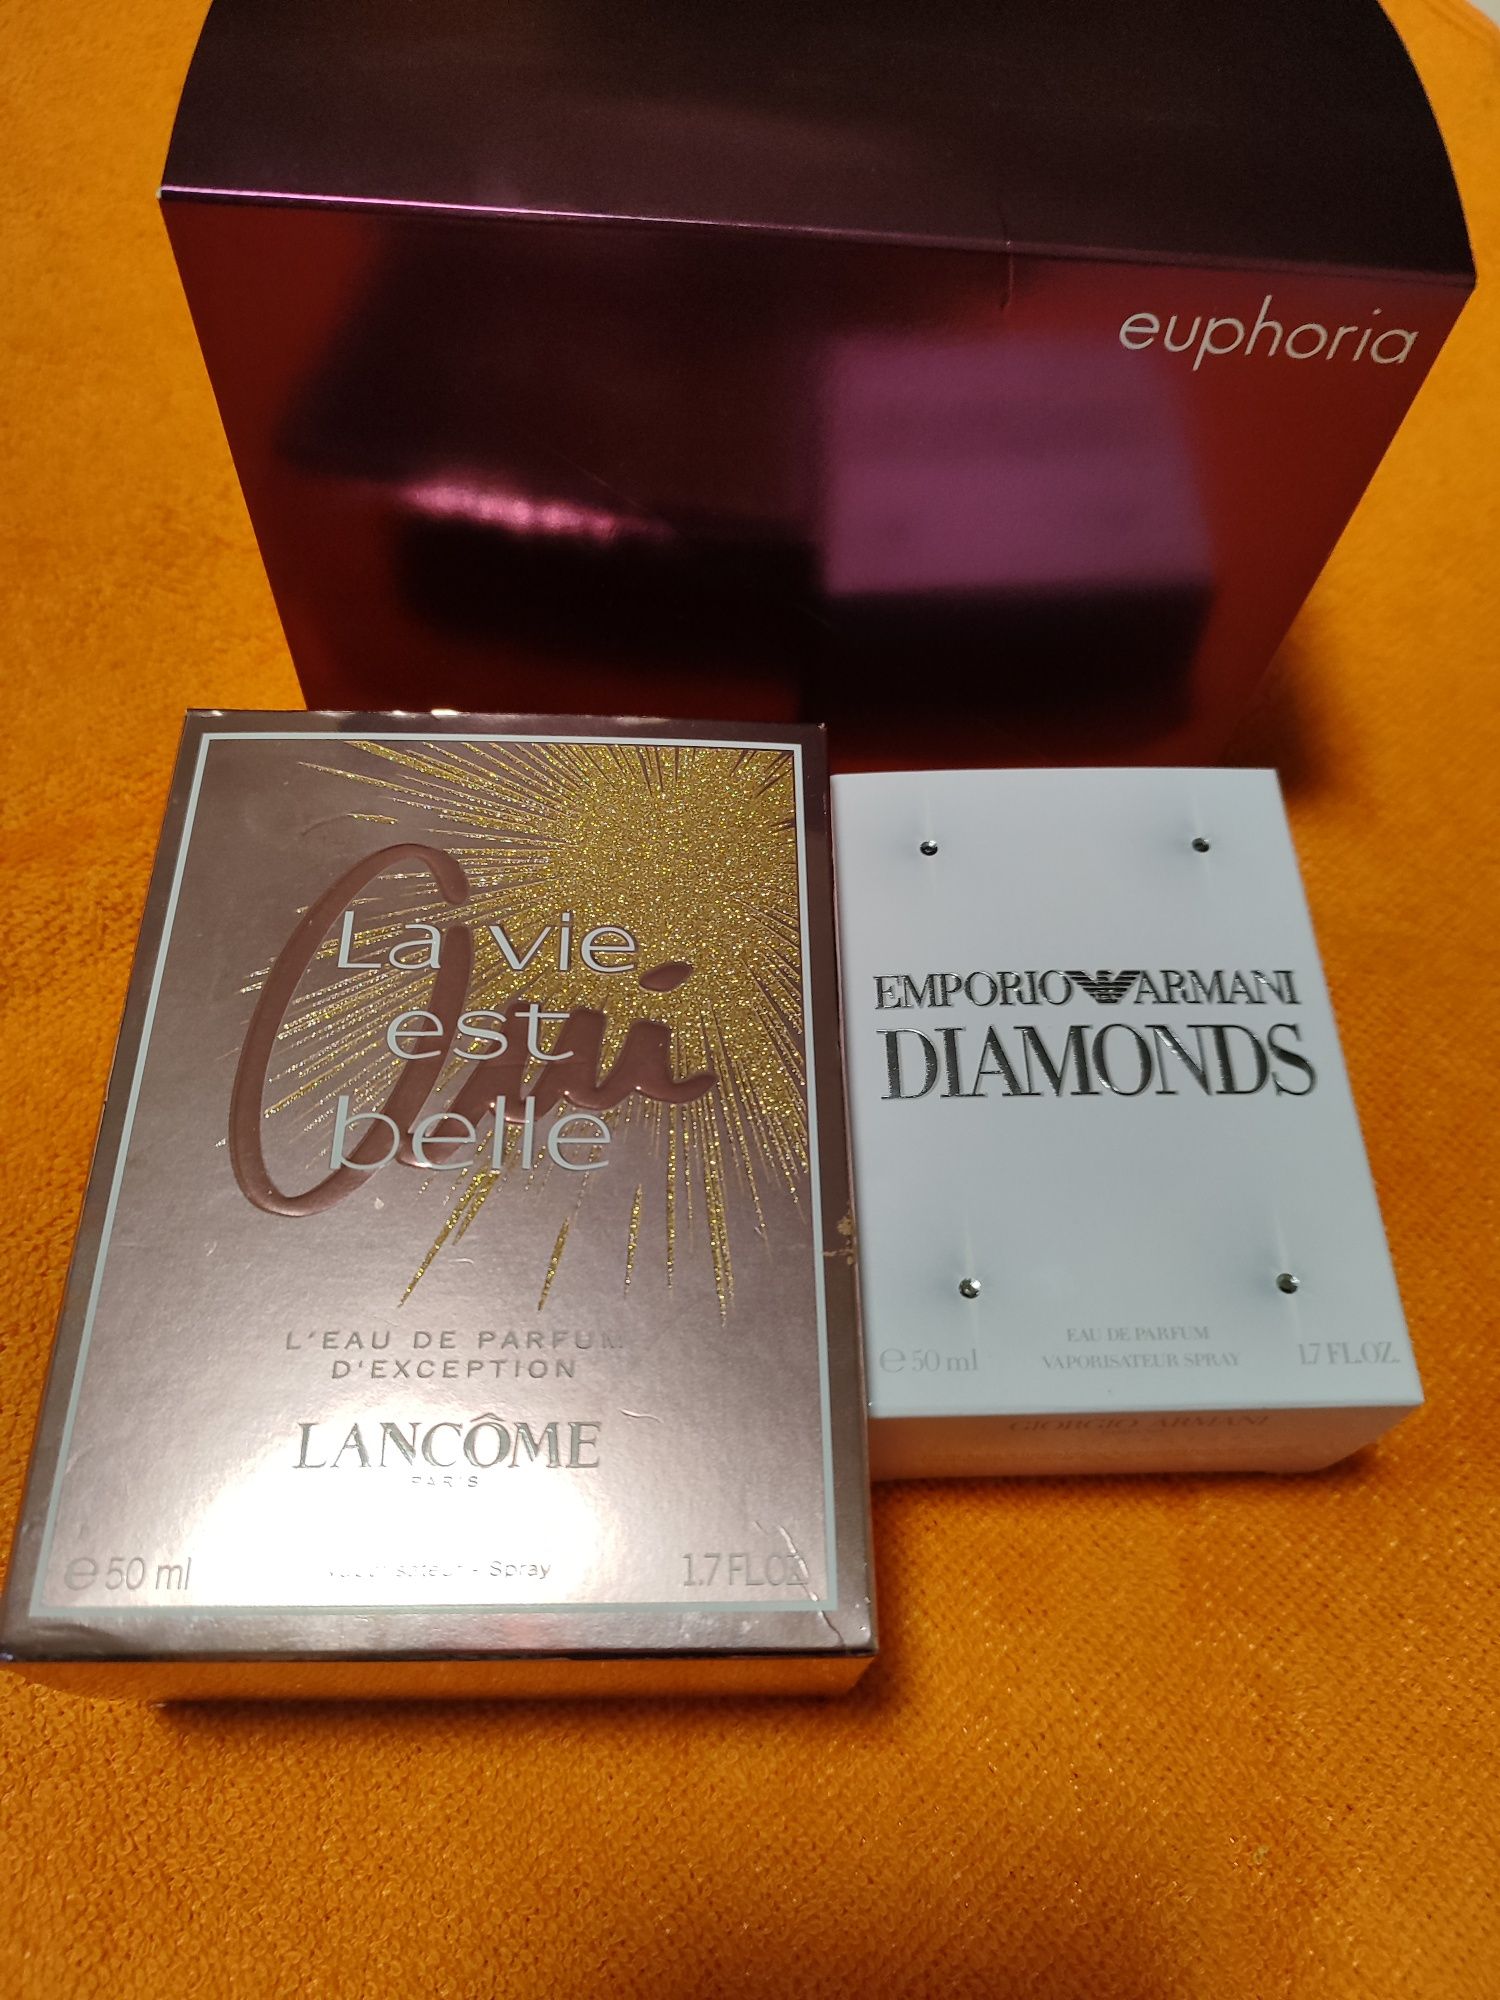 euphoria
La vie
est
belle
Oui
L'EAU DE PARFUM
D'EXCEPTION
LANCÔME
PARIS
℮ 50 ml
Vaporisateur - Spray
1.7 FL.OZ
EMPORIO ARMANI
DIAMONDS
EAU DE PARFUM
℮ 50 ml
VAPORISATEUR SPRAY
1.7 FL.OZ.
GIORGIO ARMANI